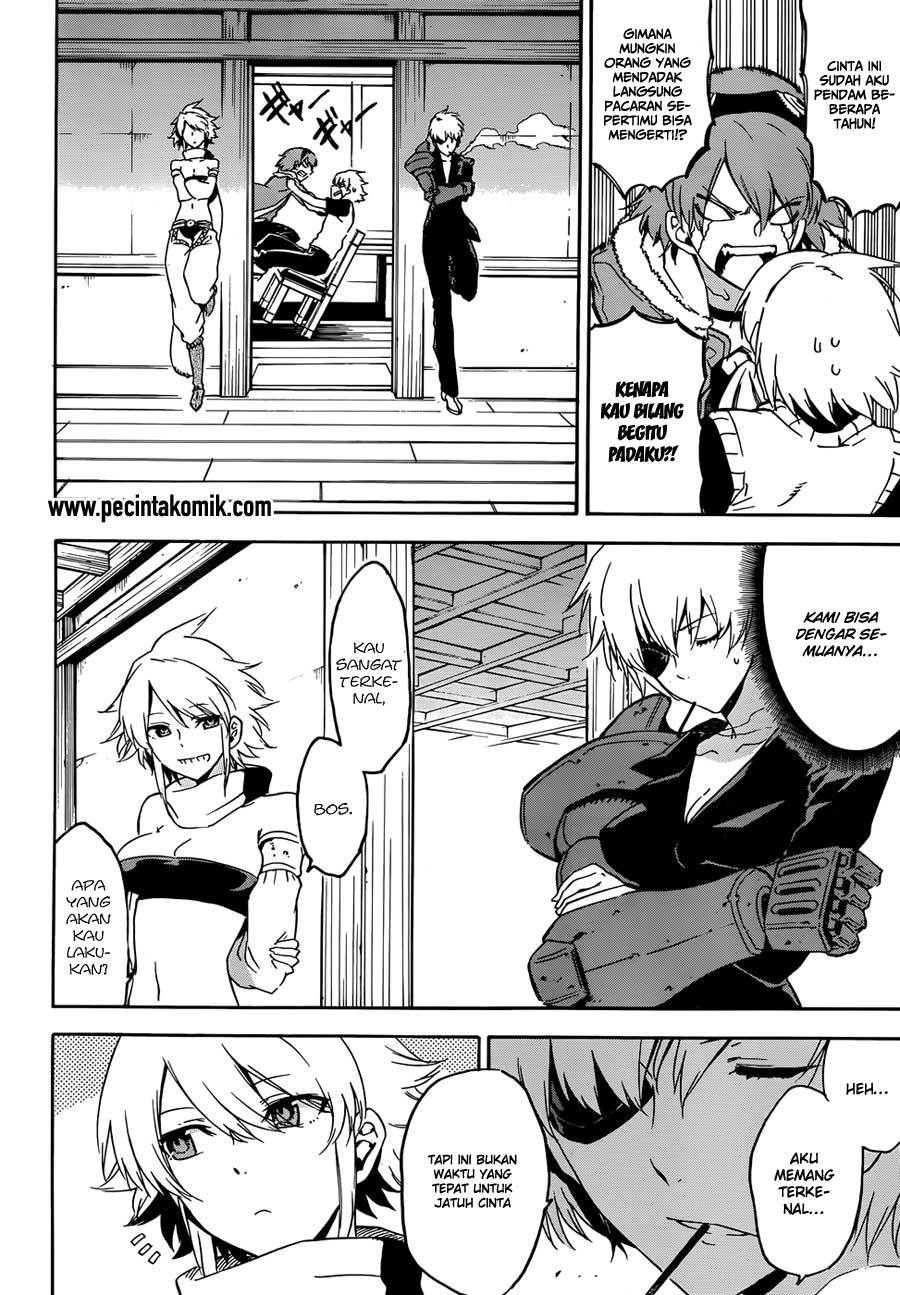 CINTA INI
SUDAH AKU
PENDAM BE-
BERAPA
TAHUN!
GIMANA
MUNGKIN
ORANG YANG
MENDADAK
LANGSUNG
PACARAN SE-
PERTIMU BISA
MENGERTI!?
KENAPA
KAU BILANG
BEGITU
PADAKU?!
www.pecintakomik.com
KAMI BISA
DENGAR SE-
MUANYA...
KAU
SANGAT
TERKE-
NAL,
BOS.
APA
YANG
AKAN
KAU
LAKU-
KAN?
HEH...
AKU
MEMANG
TERKE-
NAL...
TAPI INI BUKAN
WAKTU YANG
TEPAT UNTUK
JATUH CINTA